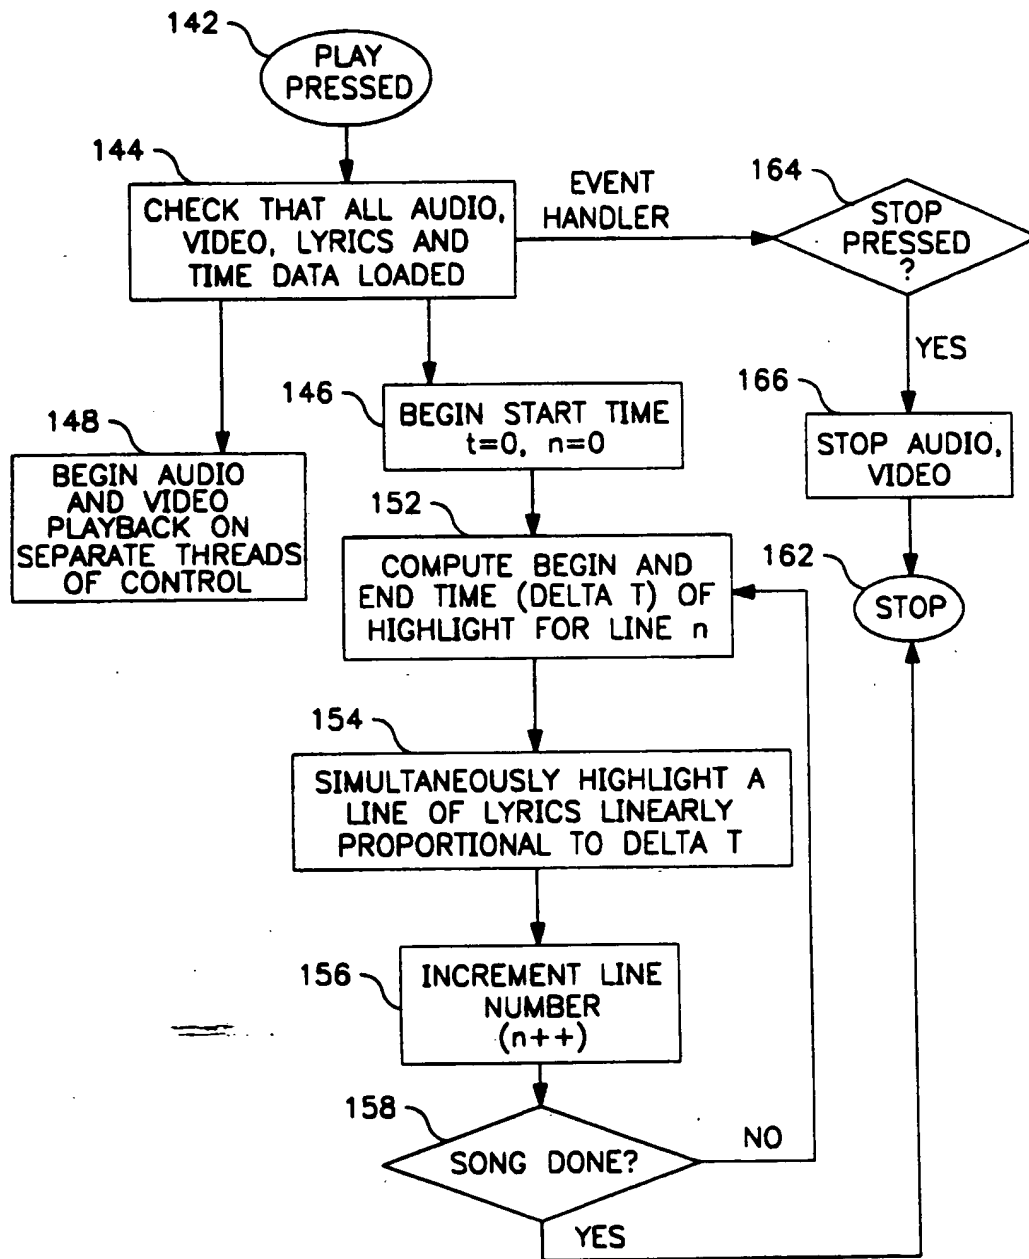 142
PLAY
PRESSED
144
CHECK THAT ALL AUDIO,
VIDEO, LYRICS AND
TIME DATA LOADED
EVENT
HANDLER
164
STOP
PRESSED
?
YES
166
STOP AUDIO,
VIDEO
162
STOP
146
BEGIN START TIME
t=0, n=0
148
BEGIN AUDIO
AND VIDEO
PLAYBACK ON
SEPARATE THREADS
OF CONTROL
152
COMPUTE BEGIN AND
END TIME (DELTA T) OF
HIGHLIGHT FOR LINE n
154
SIMULTANEOUSLY HIGHLIGHT A
LINE OF LYRICS LINEARLY
PROPORTIONAL TO DELTA T
156
INCREMENT LINE
NUMBER
(n++)
158
SONG DONE?
NO
YES